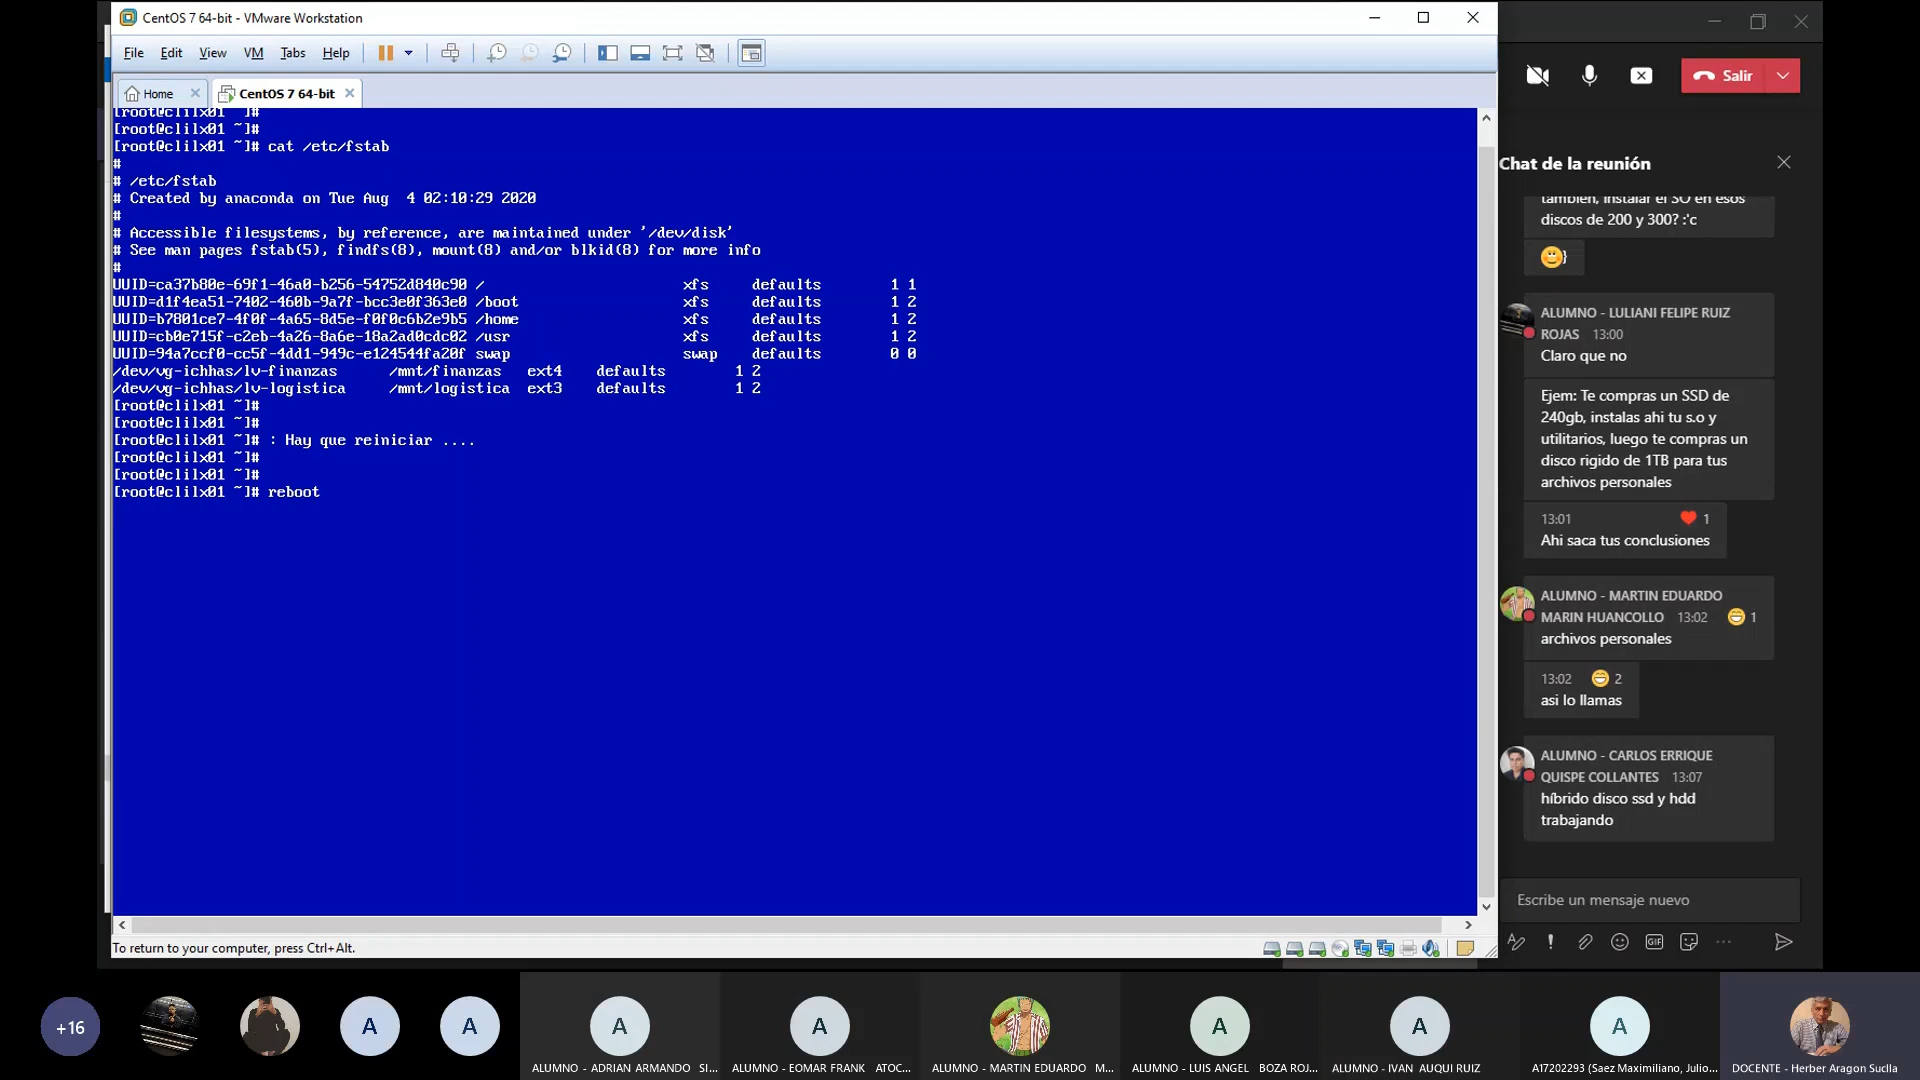 CentOS 7 64-bit - VMware Workstation
File Edit View VM Tabs Help
Home
CentOS 7 64-bit
[root@clilx01 ~]#
[root@clilx01 ~]#
[root@clilx01 ~]# cat /etc/fstab
#
# /etc/fstab
# Created by anaconda on Tue Aug  4 02:10:29 2020
#
# Accessible filesystems, by reference, are maintained under '/dev/disk'
# See man pages fstab(5), findfs(8), mount(8) and/or blkid(8) for more info
#
UUID=ca37b80e-69f1-46a0-b256-54752d840c90 / xfs defaults 1 1
UUID=d1f4ea51-7402-460b-9a7f-bcc3e0f363e0 /boot xfs defaults 1 2
UUID=b7801ce7-4f0f-4a65-8d5e-f0f0c6b2e9b5 /home xfs defaults 1 2
UUID=cb0e715f-c2eb-4a26-8a6e-18a2ad0cdc02 /usr xfs defaults 1 2
UUID=94a7ccf0-cc5f-4dd1-949c-e124544fa20f swap swap defaults 0 0
/dev/vg-ichhas/lv-finanzas /mnt/finanzas ext4 defaults 1 2
/dev/vg-ichhas/lv-logistica /mnt/logistica ext3 defaults 1 2
[root@clilx01 ~]#
[root@clilx01 ~]#
[root@clilx01 ~]# : Hay que reiniciar ....
[root@clilx01 ~]#
[root@clilx01 ~]#
[root@clilx01 ~]# reboot
To return to your computer, press Ctrl+Alt.
Salir
Chat de la reunión
tambien, instalar el SO en esos
discos de 200 y 300? :'c
}
ALUMNO - LULIANI FELIPE RUIZ
ROJAS 13:00
Claro que no
Ejem: Te compras un SSD de
240gb, instalas ahi tu s.o y
utilitarios, luego te compras un
disco rigido de 1TB para tus
archivos personales
13:01 1
Ahi saca tus conclusiones
ALUMNO - MARTIN EDUARDO
MARIN HUANCOLLO 13:02 1
archivos personales
13:02 2
asi lo llamas
ALUMNO - CARLOS ERRIQUE
QUISPE COLLANTES 13:07
híbrido disco ssd y hdd
trabajando
Escribe un mensaje nuevo
GIF
+16
A
A
A
A
A
A
A
ALUMNO - ADRIAN ARMANDO SI...
ALUMNO - EOMAR FRANK ATOC...
ALUMNO - MARTIN EDUARDO M...
ALUMNO - LUIS ANGEL BOZA ROJ...
ALUMNO - IVAN AUQUI RUIZ
A17202293 (Saez Maximiliano, Julio...
DOCENTE - Herber Aragon Suclla